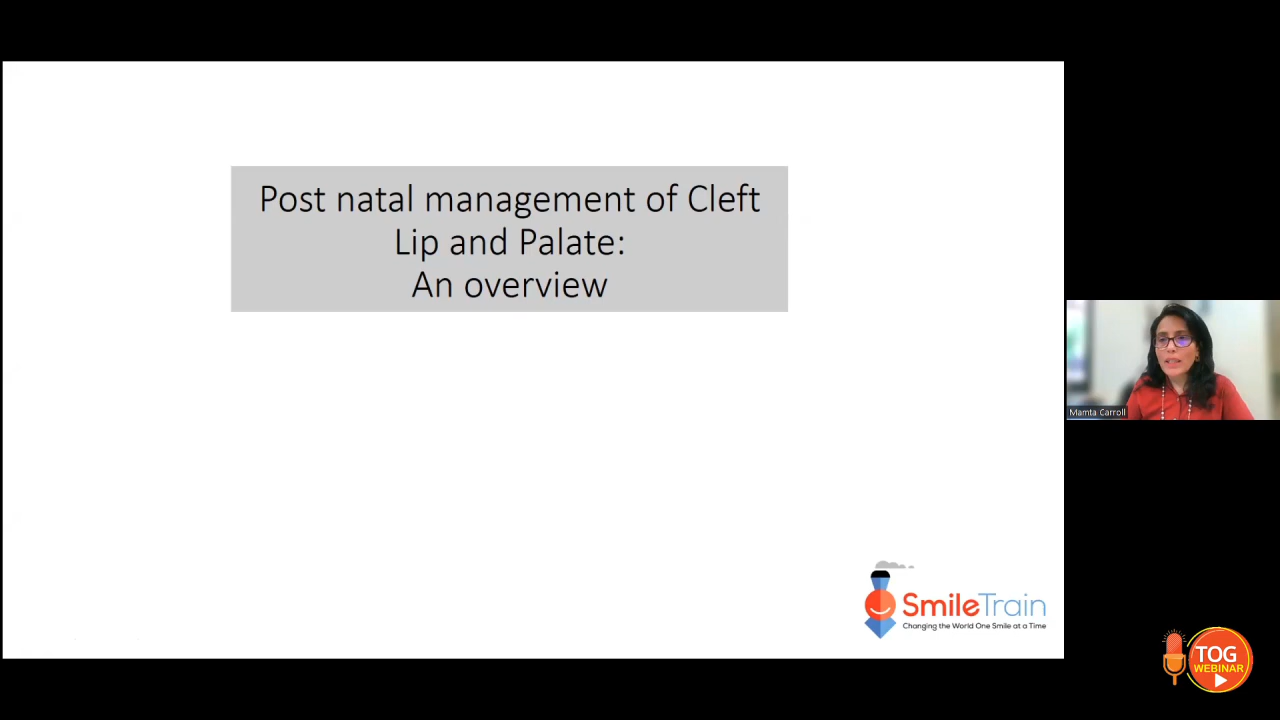 Post natal management of Cleft
Lip and Palate:
An overview
Mamta Carroll
SmileTrain
Changing the World One Smile at a Time
TOG
WEBINAR